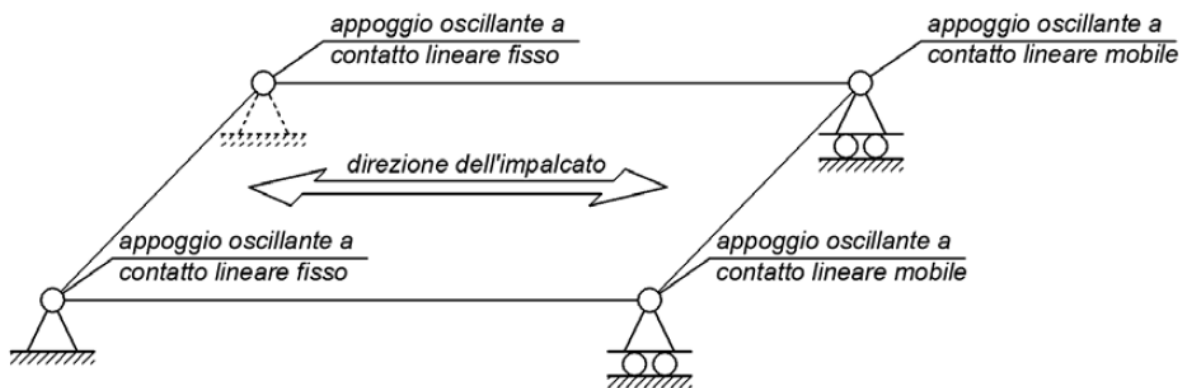 appoggio oscillante a
contatto lineare fisso
appoggio oscillante a
contatto lineare mobile
direzione dell'impalcato
appoggio oscillante a
contatto lineare fisso
appoggio oscillante a
contatto lineare mobile